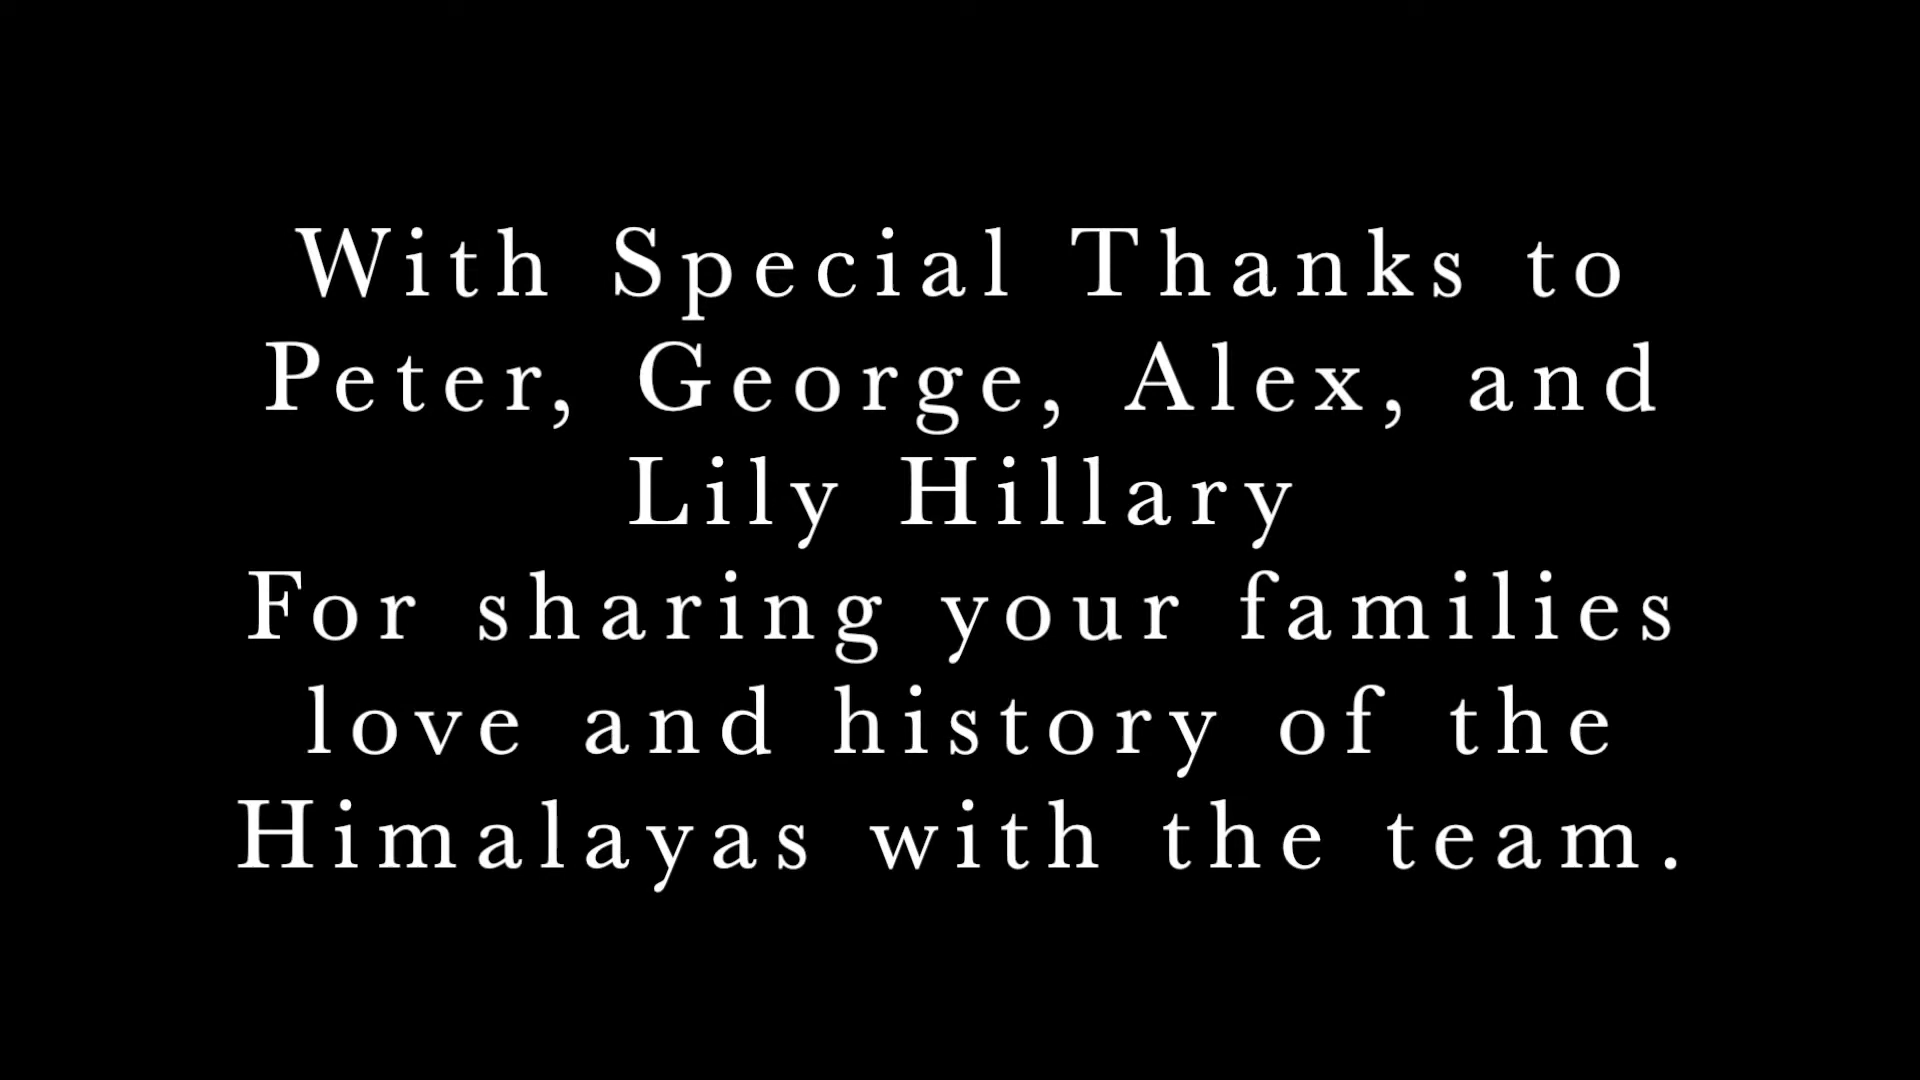 With Special Thanks to
Peter, George, Alex, and
Lily Hillary
For sharing your families
love and history of the
Himalayas with the team.